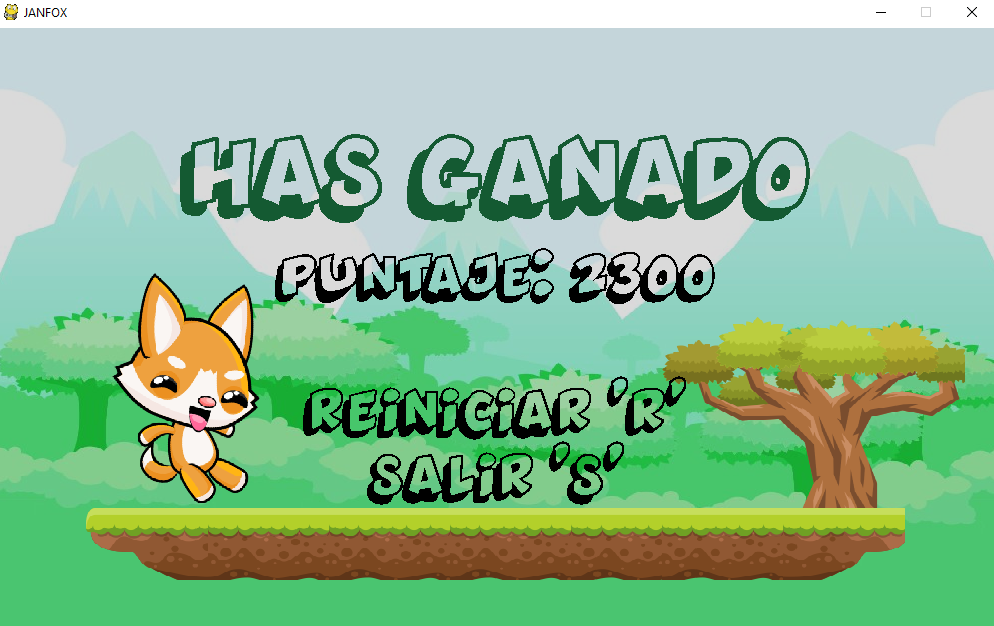 JANFOX
HAS GANADO
PUNTAJE: 2300
REINICIAR 'R'
SALIR 'S'